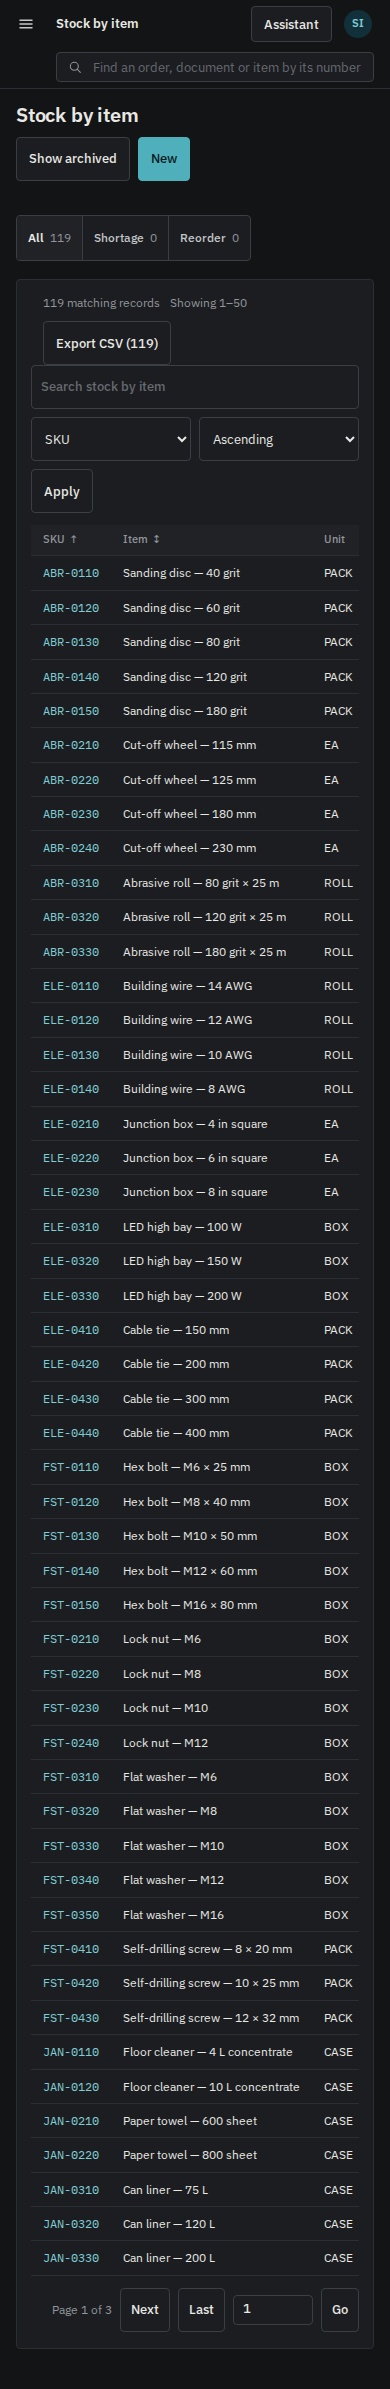 Stock by item
Assistant
SI
Find an order, document or item by its number
Stock by item
Show archived
New
All 119
Shortage 0
Reorder 0
119 matching records Showing 1–50
Export CSV (119)
Search stock by item
SKU
Ascending
Apply
SKU ↑ Item ↕ Unit
ABR-0110 Sanding disc — 40 grit PACK
ABR-0120 Sanding disc — 60 grit PACK
ABR-0130 Sanding disc — 80 grit PACK
ABR-0140 Sanding disc — 120 grit PACK
ABR-0150 Sanding disc — 180 grit PACK
ABR-0210 Cut-off wheel — 115 mm EA
ABR-0220 Cut-off wheel — 125 mm EA
ABR-0230 Cut-off wheel — 180 mm EA
ABR-0240 Cut-off wheel — 230 mm EA
ABR-0310 Abrasive roll — 80 grit × 25 m ROLL
ABR-0320 Abrasive roll — 120 grit × 25 m ROLL
ABR-0330 Abrasive roll — 180 grit × 25 m ROLL
ELE-0110 Building wire — 14 AWG ROLL
ELE-0120 Building wire — 12 AWG ROLL
ELE-0130 Building wire — 10 AWG ROLL
ELE-0140 Building wire — 8 AWG ROLL
ELE-0210 Junction box — 4 in square EA
ELE-0220 Junction box — 6 in square EA
ELE-0230 Junction box — 8 in square EA
ELE-0310 LED high bay — 100 W BOX
ELE-0320 LED high bay — 150 W BOX
ELE-0330 LED high bay — 200 W BOX
ELE-0410 Cable tie — 150 mm PACK
ELE-0420 Cable tie — 200 mm PACK
ELE-0430 Cable tie — 300 mm PACK
ELE-0440 Cable tie — 400 mm PACK
FST-0110 Hex bolt — M6 × 25 mm BOX
FST-0120 Hex bolt — M8 × 40 mm BOX
FST-0130 Hex bolt — M10 × 50 mm BOX
FST-0140 Hex bolt — M12 × 60 mm BOX
FST-0150 Hex bolt — M16 × 80 mm BOX
FST-0210 Lock nut — M6 BOX
FST-0220 Lock nut — M8 BOX
FST-0230 Lock nut — M10 BOX
FST-0240 Lock nut — M12 BOX
FST-0310 Flat washer — M6 BOX
FST-0320 Flat washer — M8 BOX
FST-0330 Flat washer — M10 BOX
FST-0340 Flat washer — M12 BOX
FST-0350 Flat washer — M16 BOX
FST-0410 Self-drilling screw — 8 × 20 mm PACK
FST-0420 Self-drilling screw — 10 × 25 mm PACK
FST-0430 Self-drilling screw — 12 × 32 mm PACK
JAN-0110 Floor cleaner — 4 L concentrate CASE
JAN-0120 Floor cleaner — 10 L concentrate CASE
JAN-0210 Paper towel — 600 sheet CASE
JAN-0220 Paper towel — 800 sheet CASE
JAN-0310 Can liner — 75 L CASE
JAN-0320 Can liner — 120 L CASE
JAN-0330 Can liner — 200 L CASE
Page 1 of 3 Next Last 1 Go